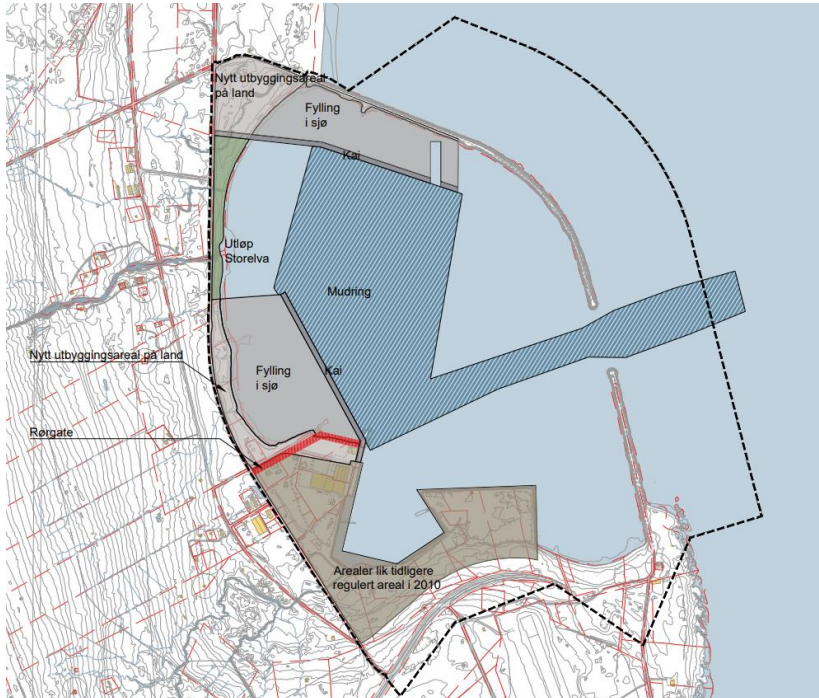 Nytt utbyggingsareal
på land
Fylling
i sjø
Kai
Utløp
Storelva
Mudring
Nytt utbyggingsareal på land
Fylling
i sjø
Kai
Rørgate
Arealer lik tidligere
regulert areal i 2010